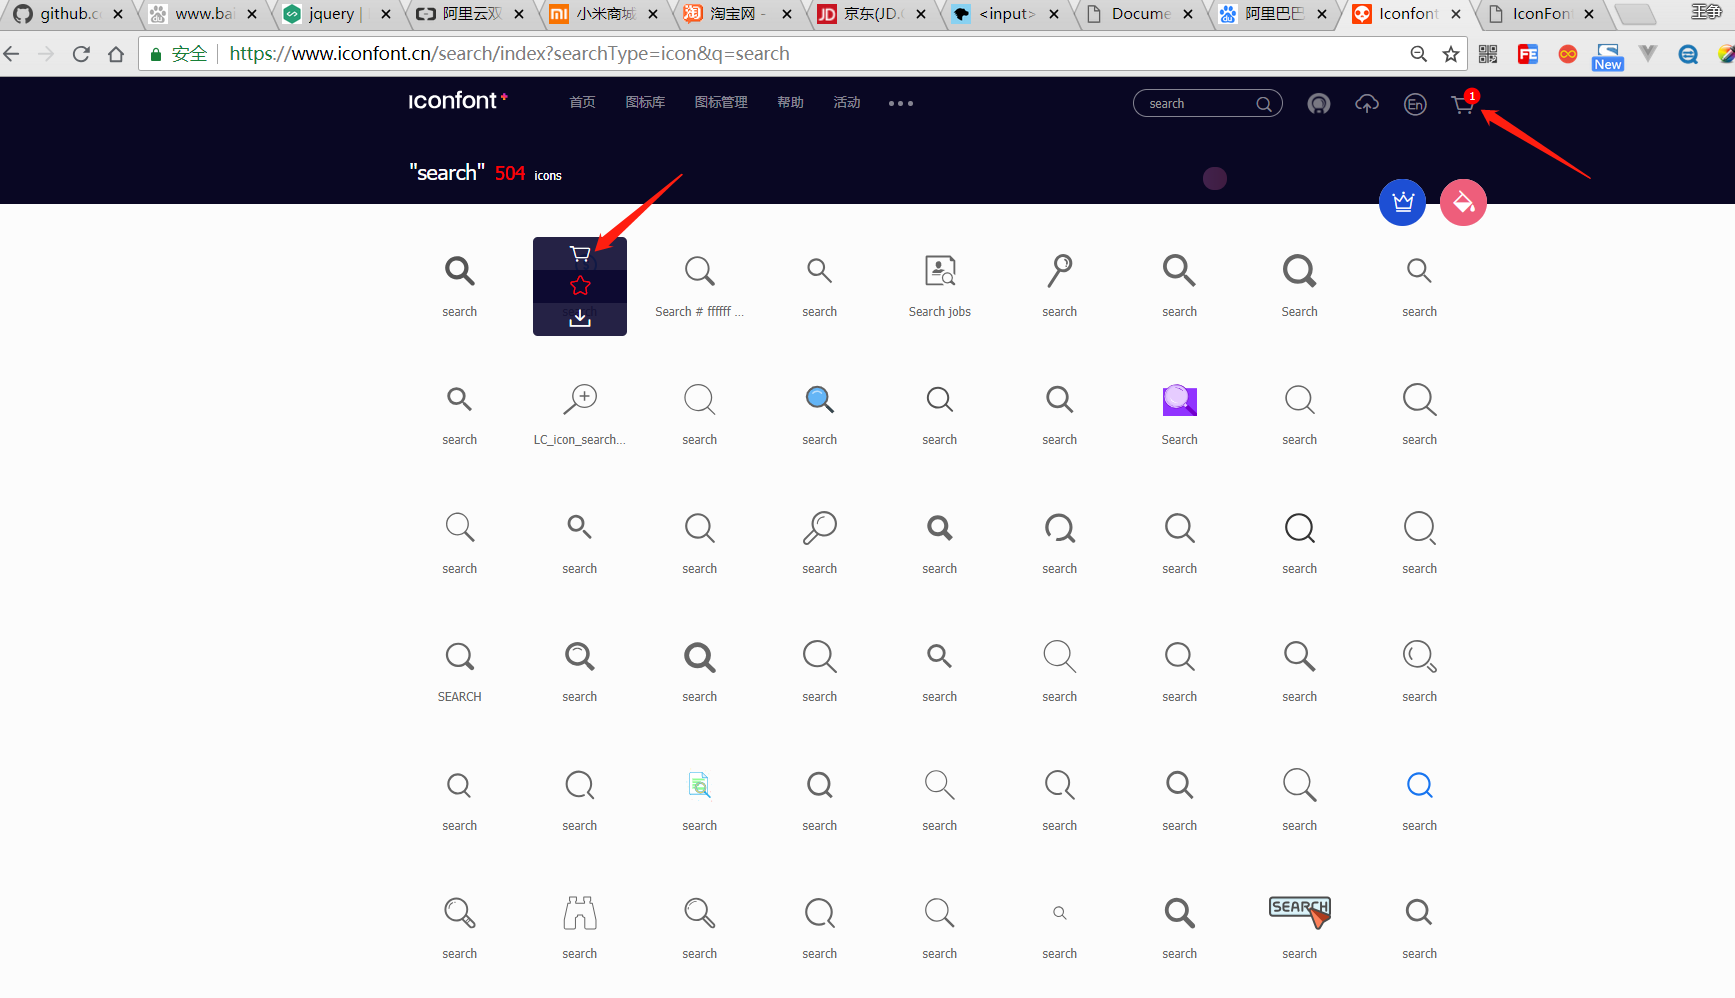 github.c
www.bai
jquery |
阿里云双
小米商城
淘宝网 -
京东(JD.
<input>
Docume
阿里巴巴
Iconfont
IconFon
王争
安全 https://www.iconfont.cn/search/index?searchType=icon&q=search
New
iconfont+ 首页 图标库 图标管理 帮助 活动 search En 1
"search" 504 icons
search Search # ffffff ... search Search jobs search search Search search
search LC_icon_search... search search search search Search search search
search search search search search search search search search
SEARCH search search search search search search search search
search search search search search search search search search
SEARCH
search search search search search search search search search